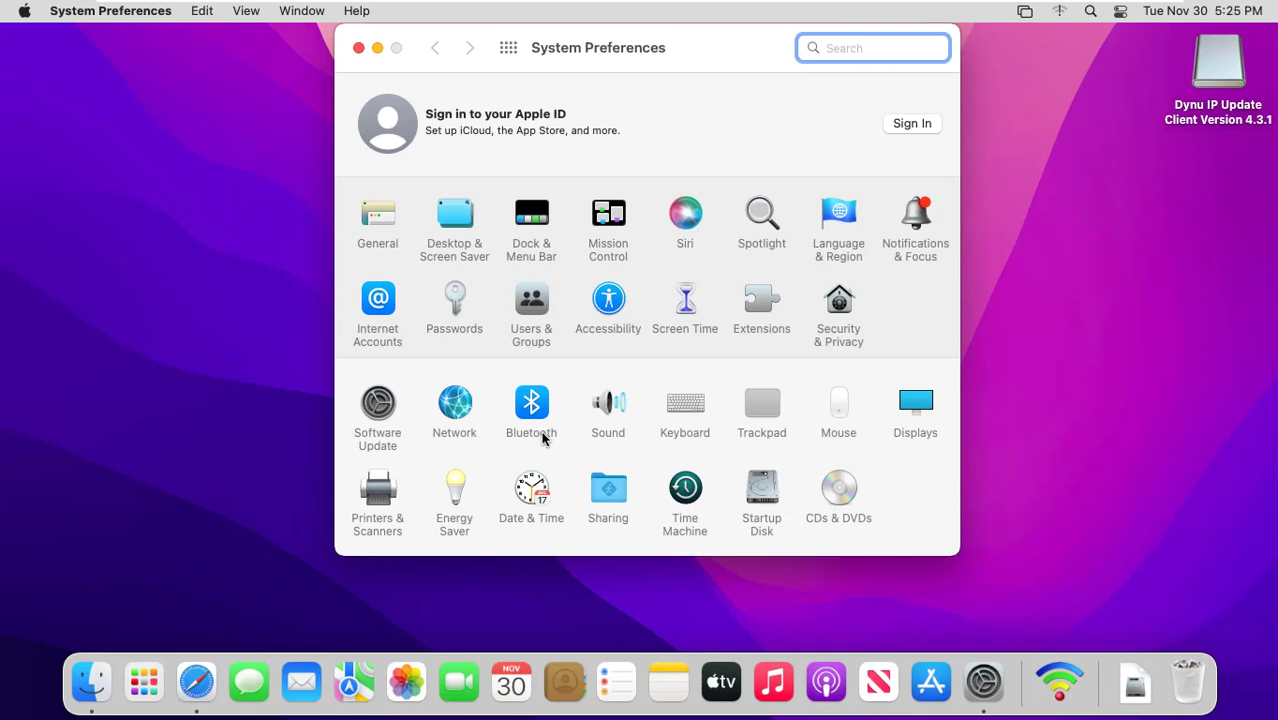 System Preferences Edit View Window Help Tue Nov 30 5:25 PM
System Preferences
Search
Dynu IP Update
Client Version 4.3.1
Sign in to your Apple ID
Set up iCloud, the App Store, and more.
Sign In
General
Desktop &
Screen Saver
Dock &
Menu Bar
Mission
Control
Siri
Spotlight
Language
& Region
Notifications
& Focus
Internet
Accounts
Passwords
Users &
Groups
Accessibility
Screen Time
Extensions
Security
& Privacy
Software
Update
Network
Bluetooth
Sound
Keyboard
Trackpad
Mouse
Displays
Printers &
Scanners
Energy
Saver
JUL
17
Date & Time
Sharing
Time
Machine
Startup
Disk
CDs & DVDs
NOV
30
tv